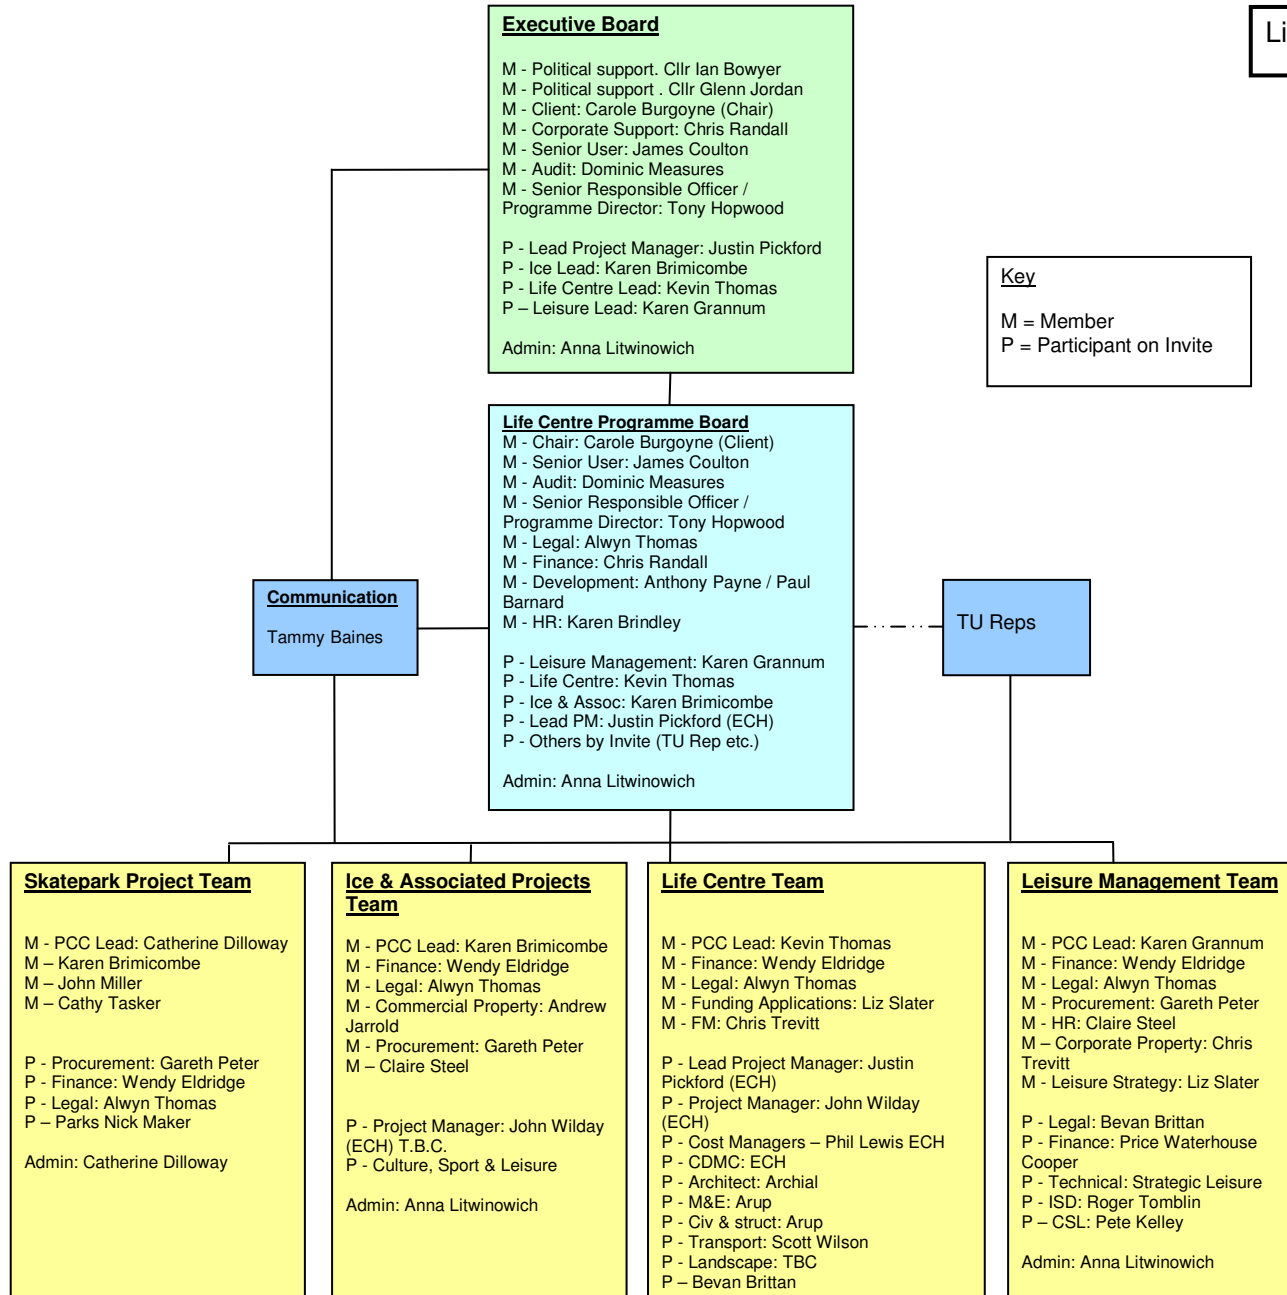 Executive Board
M - Political support. Cllr Ian Bowyer
M - Political support . Cllr Glenn Jordan
M - Client: Carole Burgoyne (Chair)
M - Corporate Support: Chris Randall
M - Senior User: James Coulton
M - Audit: Dominic Measures
M - Senior Responsible Officer /
Programme Director: Tony Hopwood
P - Lead Project Manager: Justin Pickford
P - Ice Lead: Karen Brimicombe
P - Life Centre Lead: Kevin Thomas
P – Leisure Lead: Karen Grannum
Admin: Anna Litwinowich
Li
Key
M = Member
P = Participant on Invite
Life Centre Programme Board
M - Chair: Carole Burgoyne (Client)
M - Senior User: James Coulton
M - Audit: Dominic Measures
M - Senior Responsible Officer /
Programme Director: Tony Hopwood
M - Legal: Alwyn Thomas
M - Finance: Chris Randall
M - Development: Anthony Payne / Paul
Barnard
M - HR: Karen Brindley
P - Leisure Management: Karen Grannum
P - Life Centre: Kevin Thomas
P - Ice & Assoc: Karen Brimicombe
P - Lead PM: Justin Pickford (ECH)
P - Others by Invite (TU Rep etc.)
Admin: Anna Litwinowich
Communication
Tammy Baines
TU Reps
Skatepark Project Team
M - PCC Lead: Catherine Dilloway
M – Karen Brimicombe
M – John Miller
M – Cathy Tasker
P - Procurement: Gareth Peter
P - Finance: Wendy Eldridge
P - Legal: Alwyn Thomas
P – Parks Nick Maker
Admin: Catherine Dilloway
Ice & Associated Projects
Team
M - PCC Lead: Karen Brimicombe
M - Finance: Wendy Eldridge
M - Legal: Alwyn Thomas
M - Commercial Property: Andrew
Jarrold
M - Procurement: Gareth Peter
M – Claire Steel
P - Project Manager: John Wilday
(ECH) T.B.C.
P - Culture, Sport & Leisure
Admin: Anna Litwinowich
Life Centre Team
M - PCC Lead: Kevin Thomas
M - Finance: Wendy Eldridge
M - Legal: Alwyn Thomas
M - Funding Applications: Liz Slater
M - FM: Chris Trevitt
P - Lead Project Manager: Justin
Pickford (ECH)
P - Project Manager: John Wilday
(ECH)
P - Cost Managers – Phil Lewis ECH
P - CDMC: ECH
P - Architect: Archial
P - M&E: Arup
P - Civ & struct: Arup
P - Transport: Scott Wilson
P - Landscape: TBC
P – Bevan Brittan
Leisure Management Team
M - PCC Lead: Karen Grannum
M - Finance: Wendy Eldridge
M - Legal: Alwyn Thomas
M - Procurement: Gareth Peter
M - HR: Claire Steel
M – Corporate Property: Chris
Trevitt
M - Leisure Strategy: Liz Slater
P - Legal: Bevan Brittan
P - Finance: Price Waterhouse
Cooper
P - Technical: Strategic Leisure
P - ISD: Roger Tomblin
P – CSL: Pete Kelley
Admin: Anna Litwinowich